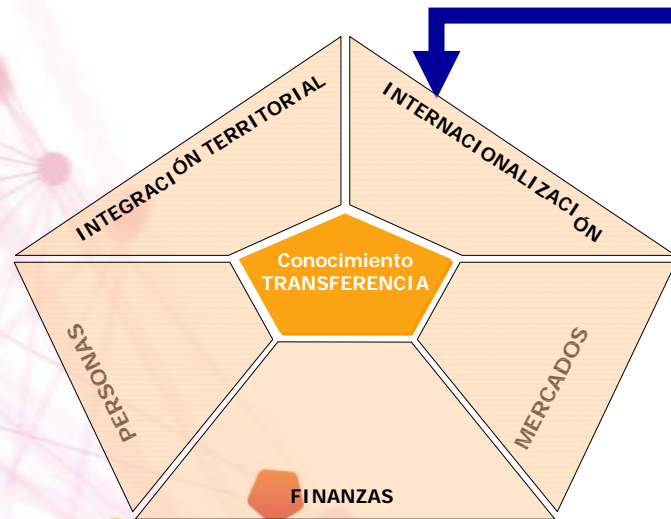 INTEGRACIÓN TERRITORIAL
INTERNACIONALIZACIÓN
Conocimiento
TRANSFERENCIA
PERSONAS
MERCADOS
FINANZAS